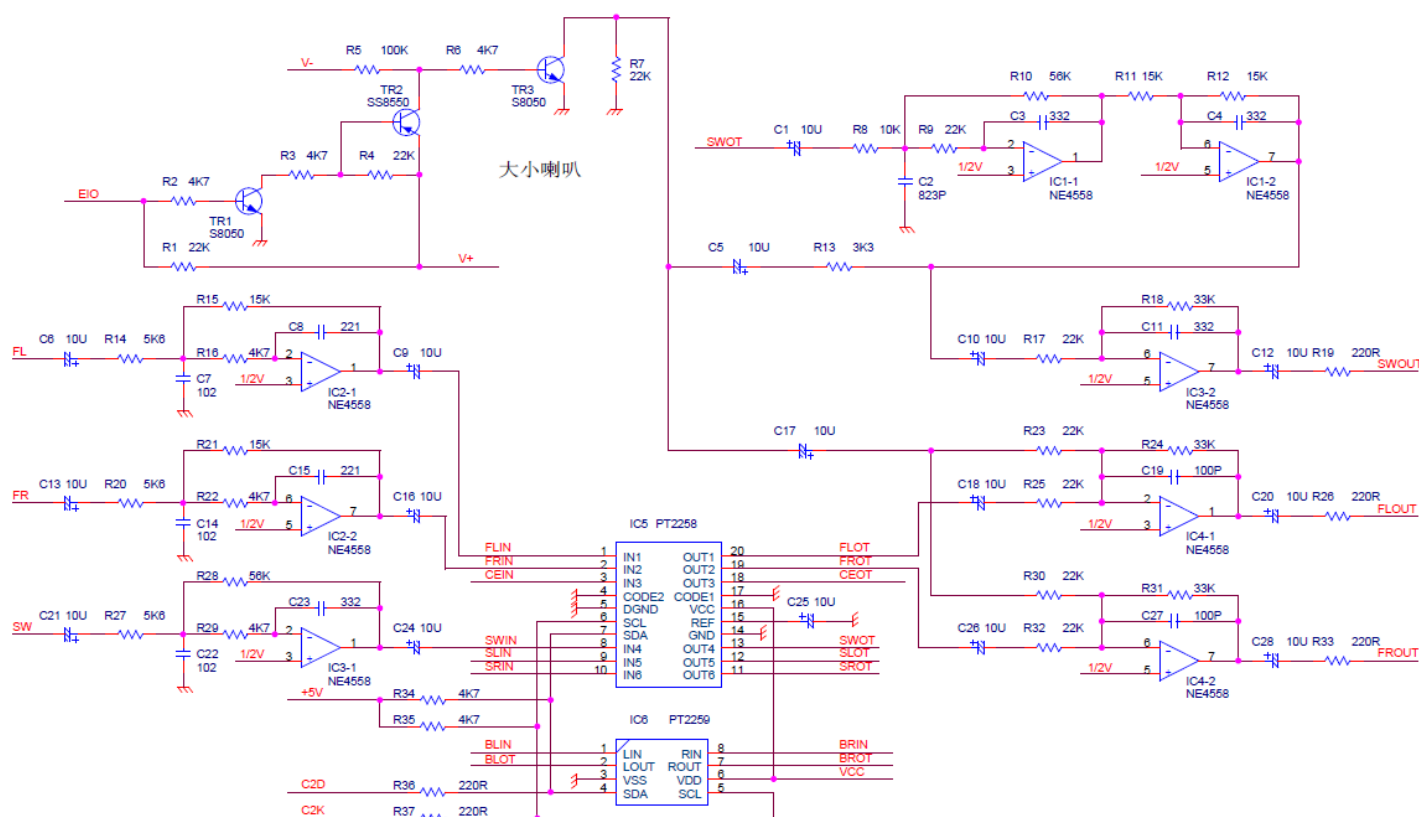 V-
R5 100K
R6 4K7
TR3
S8050
R7
22K
TR2
SS8550
R3 4K7
R4 22K
大小喇叭
EIO
R2 4K7
TR1
S8050
R1 22K
V+
SWOT
C1 10U
R8 10K
R9 22K
C2
823P
R10 56K
C3 332
1/2V
2
3
1
IC1-1
NE4558
R11 15K
R12 15K
C4 332
1/2V
6
5
7
IC1-2
NE4558
C5 10U
R13 3K3
FL
C6 10U
R14 5K6
R15 15K
R16 4K7
C7
102
C8 221
1/2V
2
3
1
IC2-1
NE4558
C9 10U
C10 10U
R17 22K
R18 33K
C11 332
1/2V
6
5
7
IC3-2
NE4558
C12 10U
R19 220R
SWOUT
FR
C13 10U
R20 5K6
R21 15K
R22 4K7
C14
102
C15 221
1/2V
6
5
7
IC2-2
NE4558
C16 10U
C17 10U
R23 22K
R24 33K
C18 10U
R25 22K
C19 100P
1/2V
2
3
1
IC4-1
NE4558
C20 10U
R26 220R
FLOUT
SW
C21 10U
R27 5K6
R28 56K
R29 4K7
C22
102
C23 332
1/2V
2
3
1
IC3-1
NE4558
C24 10U
IC5 PT2258
FLIN 1 IN1 OUT1 20 FLOT
FRIN 2 IN2 OUT2 19 FROT
CEIN 3 IN3 OUT3 18 CEOT
4 CODE2 CODE1 17
5 DGND VCC 16
6 SCL REF 15
7 SDA GND 14
SWIN 8 IN4 OUT4 13 SWOT
SLIN 9 IN5 OUT5 12 SLOT
SRIN 10 IN6 OUT6 11 SROT
C25 10U
R30 22K
R31 33K
C26 10U
R32 22K
C27 100P
1/2V
6
5
7
IC4-2
NE4558
C28 10U
R33 220R
FROUT
+5V
R34 4K7
R35 4K7
IC6 PT2259
BLIN 1 LIN RIN 8 BRIN
BLOT 2 LOUT ROUT 7 BROT
3 VSS VDD 6 VCC
4 SDA SCL 5
C2D
R36 220R
C2K
R37 220R